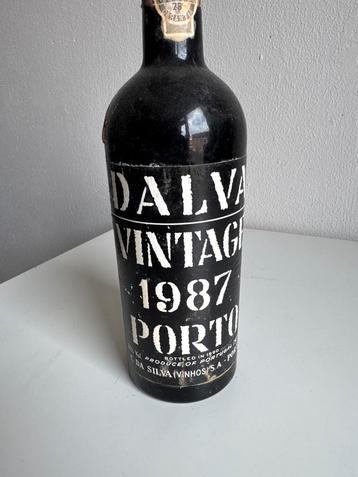 DALVA
VINTAGE
1987
PORTO
BOTTLED IN
PRODUCE OF PORTUGAL
DA SILVA (VINHOS) S.A.